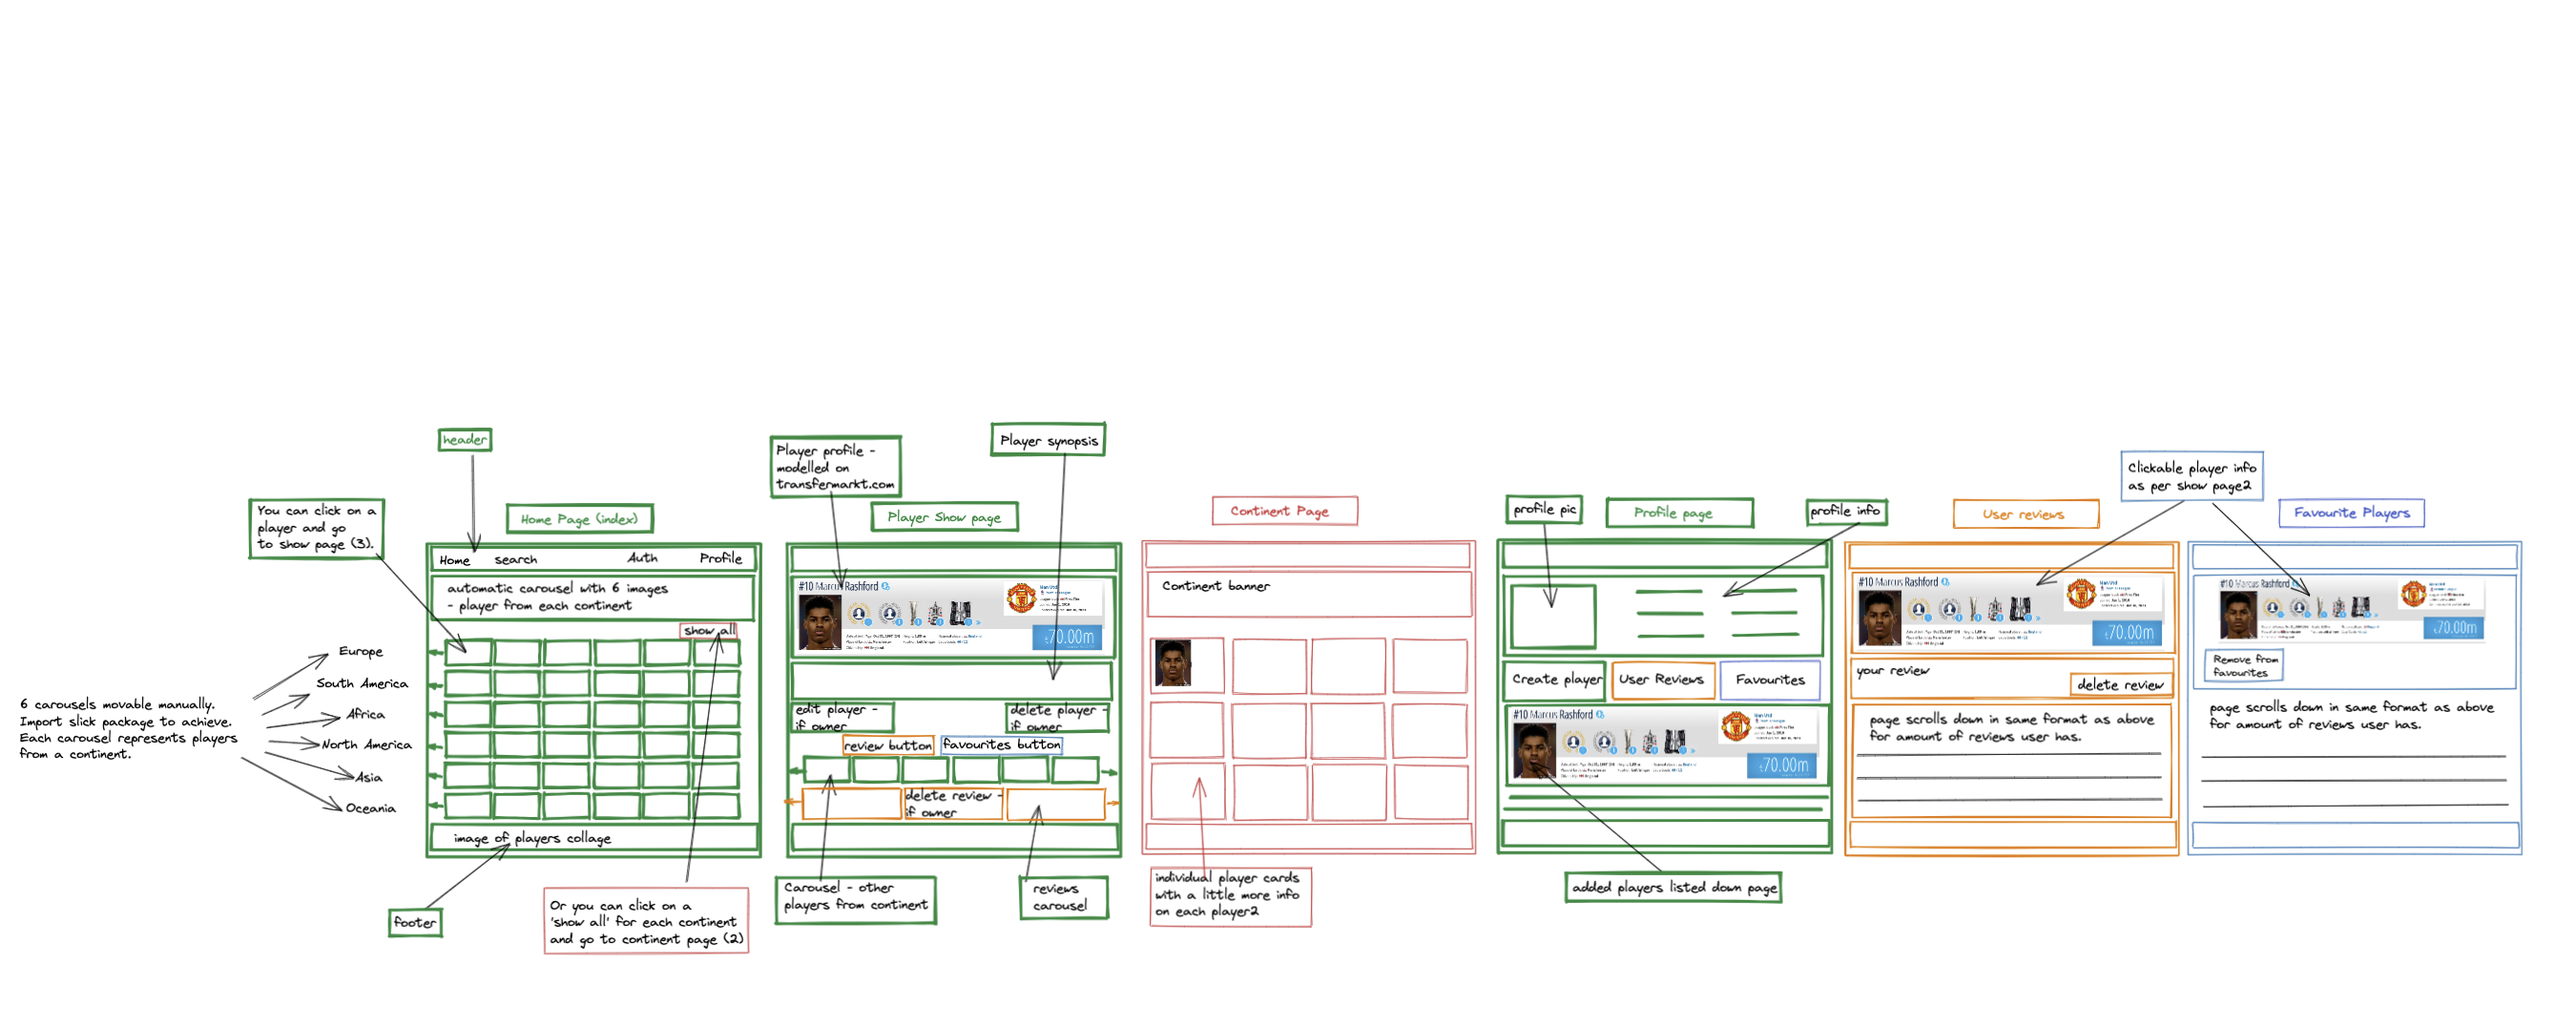 header
You can click on a
player and go
to show page (3).
Home Page (index)
Home
search
Auth
Profile
automatic carousel with 6 images
- player from each continent
show all
6 carousels movable manually.
Import slick package to achieve.
Each carousel represents players
from a continent.
Europe
South America
Africa
North America
Asia
Oceania
image of players collage
footer
Or you can click on a
'show all' for each continent
and go to continent page (2)
Player profile -
modelled on
transfermarkt.com
Player synopsis
Player Show page
#10 Marcus Rashford
Man Utd
70.00m
edit player -
if owner
delete player -
if owner
review button
favourites button
delete review -
if owner
Carousel - other
players from continent
reviews
carousel
Continent Page
Continent banner
individual player cards
with a little more info
on each player2
profile pic
Profile page
profile info
Create player
User Reviews
Favourites
#10 Marcus Rashford
Man Utd
£70.00m
added players listed down page
User reviews
Clickable player info
as per show page2
#10 Marcus Rashford
Man Utd
£70.00m
your review
delete review
page scrolls down in same format as above
for amount of reviews user has.
Favourite Players
#10 Marcus Rashford
£70.00m
Remove from
favourites
page scrolls down in same format as above
for amount of reviews user has.